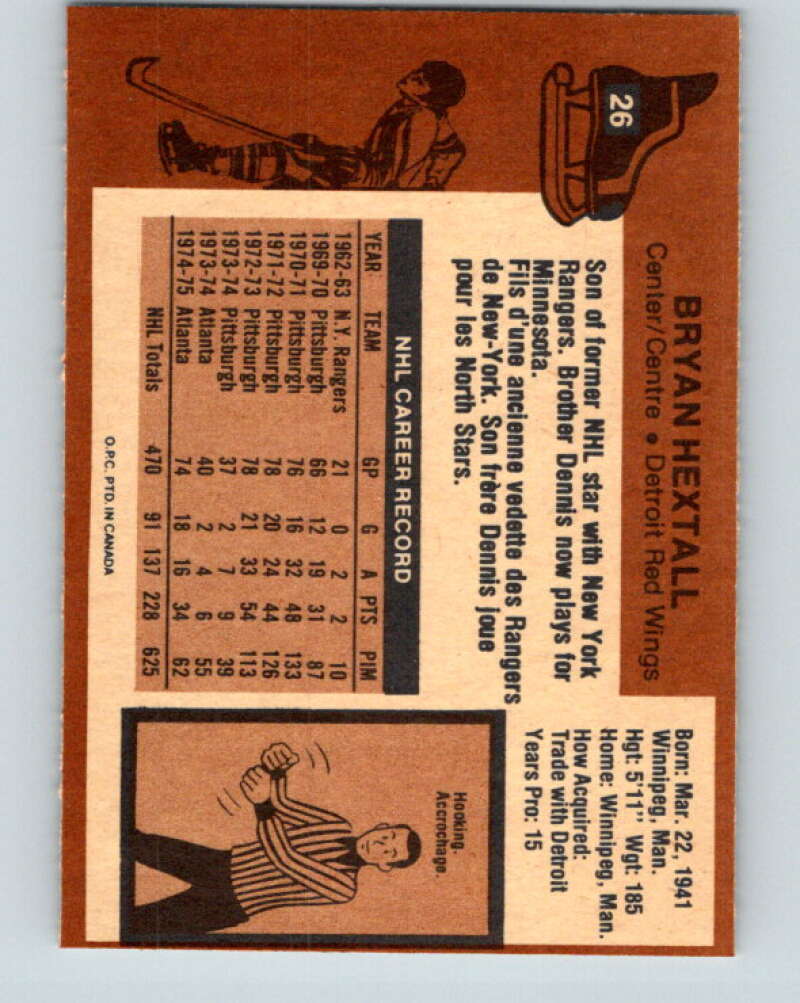 26
BRYAN HEXTALL
Center/Centre • Detroit Red Wings
Born: Mar. 22, 1941
Winnipeg, Man.
Hgt: 5'11" Wgt: 185
Home: Winnipeg, Man.
How Acquired:
Trade with Detroit
Years Pro: 15
Son of former NHL star with New York
Rangers. Brother Dennis now plays for
Minnesota.
Fils d'une ancienne vedette des Rangers
de New-York. Son frère Dennis joue
pour les North Stars.
NHL CAREER RECORD
YEAR TEAM GP G A PTS PIM
1962-63 N.Y. Rangers 21 0 2 2 10
1969-70 Pittsburgh 66 12 19 31 87
1970-71 Pittsburgh 76 16 32 48 133
1971-72 Pittsburgh 78 20 24 44 126
1972-73 Pittsburgh 78 21 33 54 113
1973-74 Pittsburgh 37 2 7 9 39
1973-74 Atlanta 40 2 4 6 55
1974-75 Atlanta 74 18 16 34 62
NHL Totals 470 91 137 228 625
Hooking.
Accrochage.
O.P.C. PTD. IN CANADA